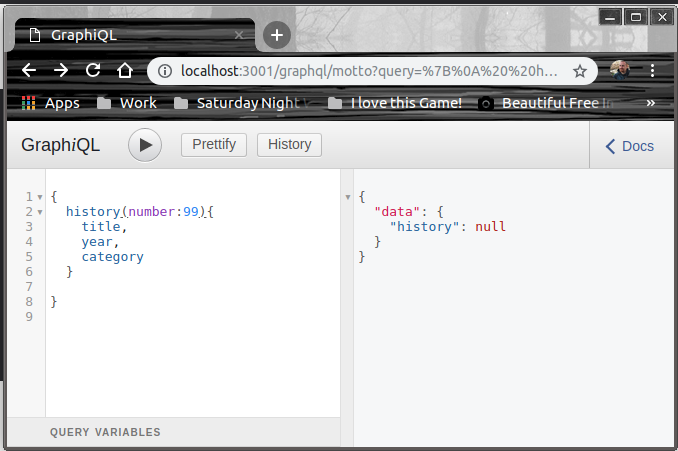 GraphiQL
localhost:3001/graphql/motto?query=%7B%0A%20%20h...
Apps Work Saturday Night I love this Game! Beautiful Free In »
GraphiQL Prettify History Docs
1 {
2 history(number:99){
3 title,
4 year,
5 category
6 }
7
8 }
9
{
"data": {
"history": null
}
}
QUERY VARIABLES